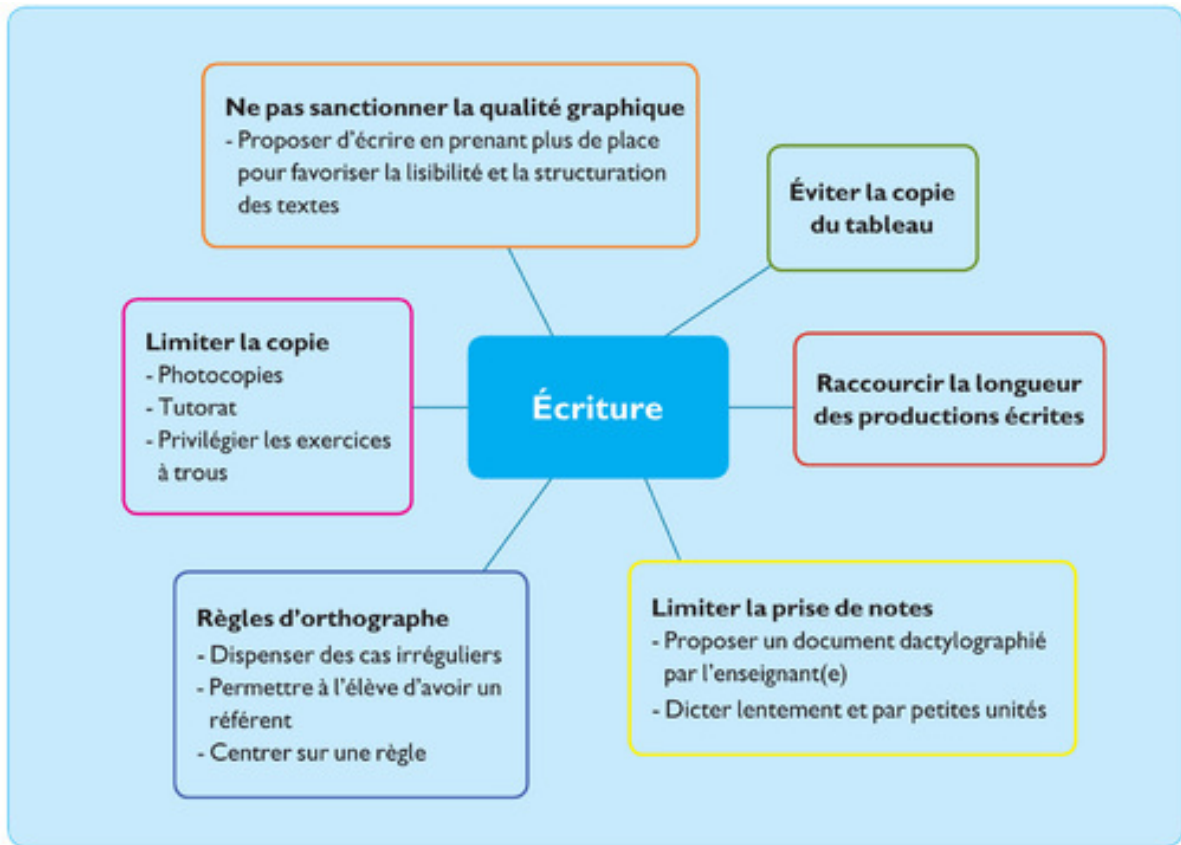 Ne pas sanctionner la qualité graphique
- Proposer d'écrire en prenant plus de place
pour favoriser la lisibilité et la structuration
des textes
Éviter la copie
du tableau
Limiter la copie
- Photocopies
- Tutorat
- Privilégier les exercices
à trous
Écriture
Raccourcir la longueur
des productions écrites
Règles d'orthographe
- Dispenser des cas irréguliers
- Permettre à l'élève d'avoir un
référent
- Centrer sur une règle
Limiter la prise de notes
- Proposer un document dactylographié
par l'enseignant(e)
- Dicter lentement et par petites unités